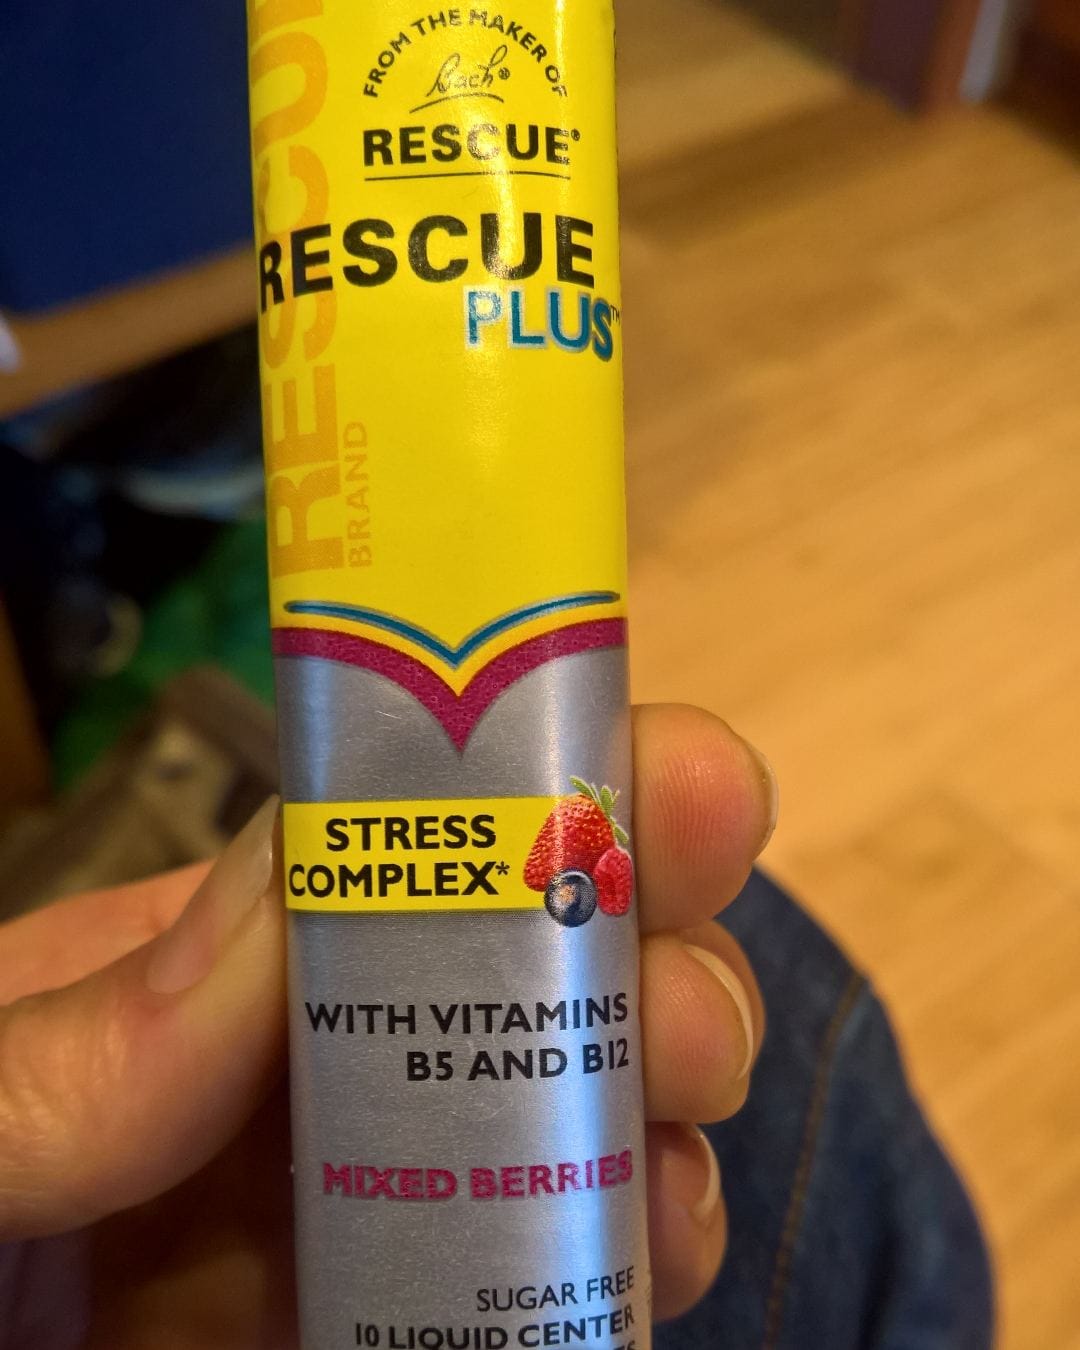 FROM THE MAKER OF
Bach®
RESCUE®
RESCUE
PLUS™
RESCUE
BRAND
STRESS
COMPLEX*
WITH VITAMINS
B5 AND B12
MIXED BERRIES
SUGAR FREE
10 LIQUID CENTER